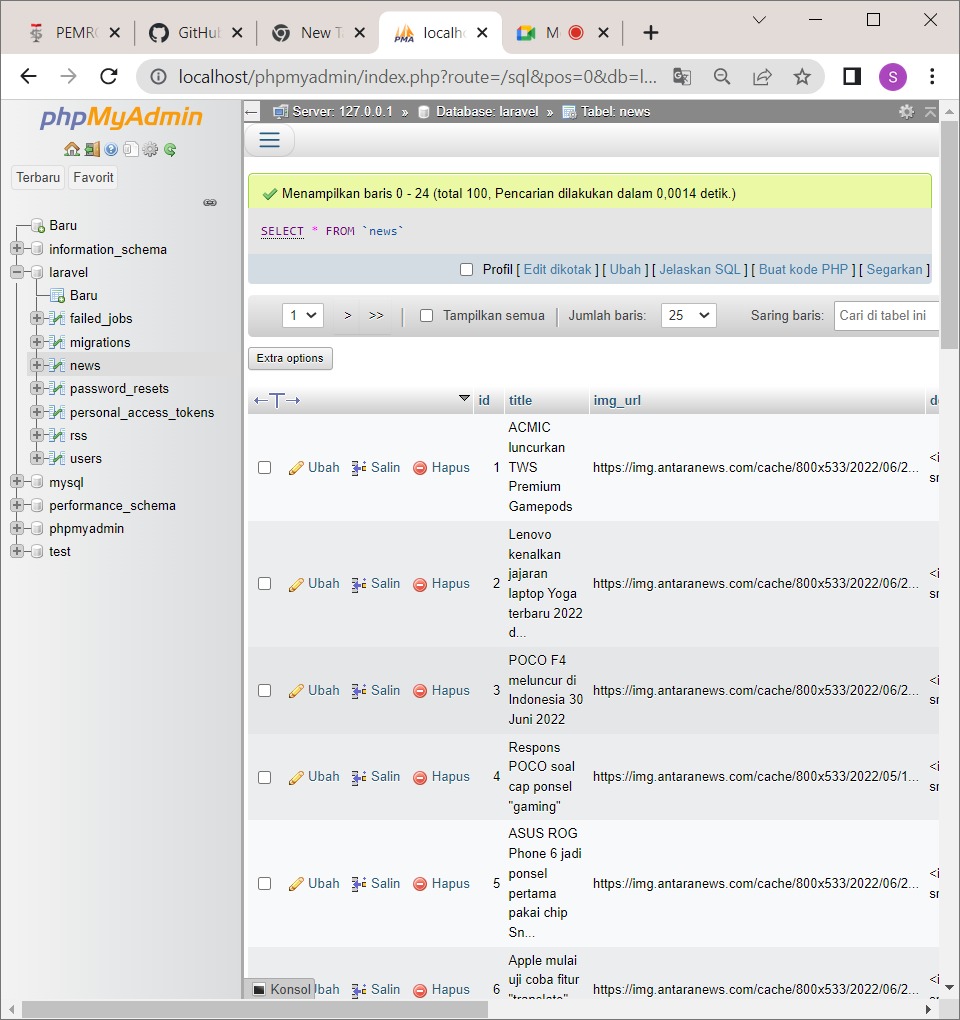 PEMR
GitHu
New T
localh
M
localhost/phpmyadmin/index.php?route=/sql&pos=0&db=l...
S
phpMyAdmin
Terbaru
Favorit
Baru
information_schema
laravel
Baru
failed_jobs
migrations
news
password_resets
personal_access_tokens
rss
users
mysql
performance_schema
phpmyadmin
test
Server: 127.0.0.1 » Database: laravel » Tabel: news
Menampilkan baris 0 - 24 (total 100, Pencarian dilakukan dalam 0,0014 detik.)
SELECT * FROM `news`
Profil [ Edit dikotak ] [ Ubah ] [ Jelaskan SQL ] [ Buat kode PHP ] [ Segarkan ]
1 > >> | Tampilkan semua | Jumlah baris: 25 Saring baris: Cari di tabel ini
Extra options
←T→ id title img_url d
Ubah Salin Hapus 1 ACMIC
luncurkan
TWS
Premium
Gamepods
https://img.antaranews.com/cache/800x533/2022/06/2...
<i
sr
Ubah Salin Hapus 2 Lenovo
kenalkan
jajaran
laptop Yoga
terbaru 2022
d...
https://img.antaranews.com/cache/800x533/2022/06/2...
<i
sr
Ubah Salin Hapus 3 POCO F4
meluncur di
Indonesia 30
Juni 2022
https://img.antaranews.com/cache/800x533/2022/06/2...
<i
sr
Ubah Salin Hapus 4 Respons
POCO soal
cap ponsel
"gaming"
https://img.antaranews.com/cache/800x533/2022/05/1...
<i
sr
Ubah Salin Hapus 5 ASUS ROG
Phone 6 jadi
ponsel
pertama
pakai chip
Sn...
https://img.antaranews.com/cache/800x533/2022/06/2...
<i
sr
Konsol
Ubah Salin Hapus 6 Apple mulai
uji coba fitur
"translate"
https://img.antaranews.com/cache/800x533/2022/06/2...
<i
sr